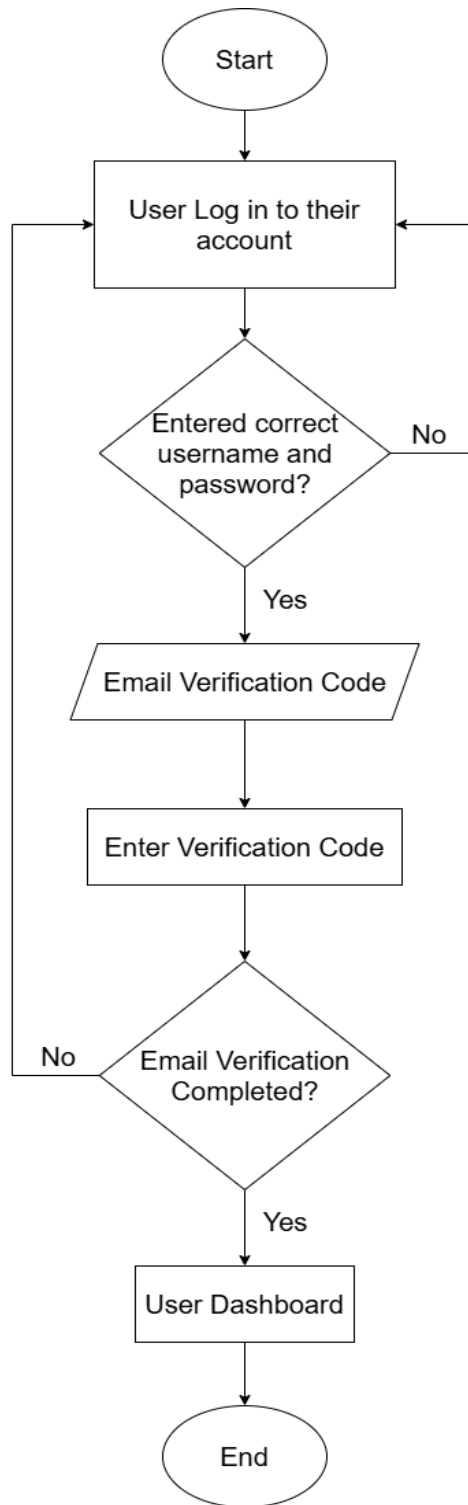 Start
User Log in to their
account
Entered correct
username and
password?
No
Yes
Email Verification Code
Enter Verification Code
No
Email Verification
Completed?
Yes
User Dashboard
End